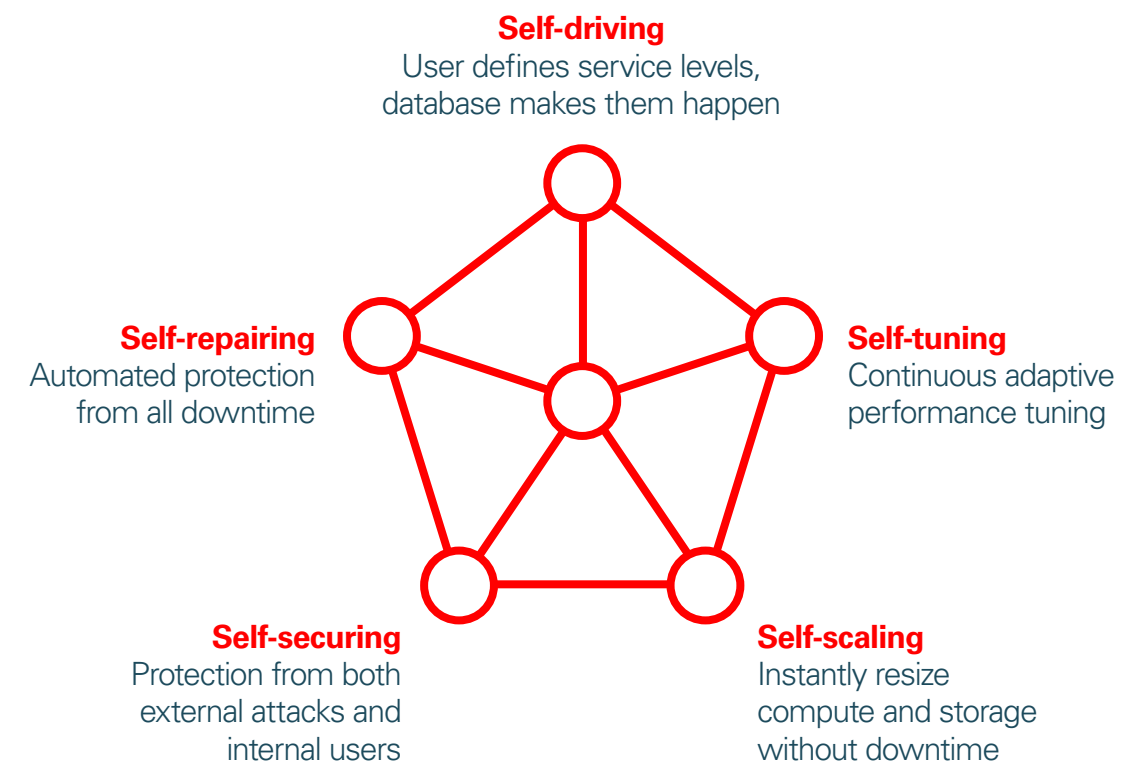 Self-driving
User defines service levels,
database makes them happen
Self-repairing
Automated protection
from all downtime
Self-tuning
Continuous adaptive
performance tuning
Self-securing
Protection from both
external attacks and
internal users
Self-scaling
Instantly resize
compute and storage
without downtime